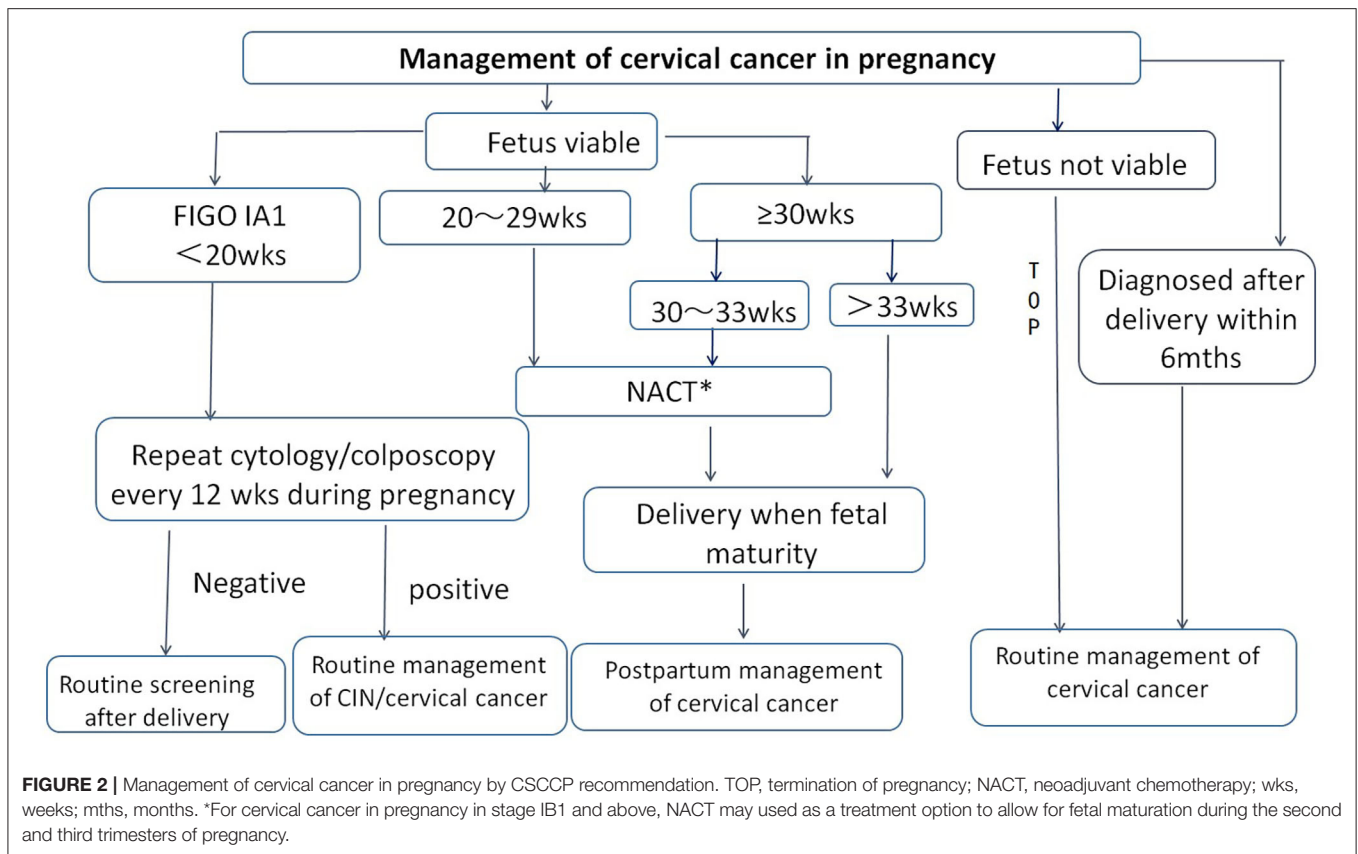 Management of cervical cancer in pregnancy
Fetus viable
Fetus not viable
FIGO IA1
＜20wks
20～29wks
≥30wks
30～33wks
＞33wks
T
O
P
Diagnosed after
delivery within
6mths
NACT*
Repeat cytology/colposcopy
every 12 wks during pregnancy
Delivery when fetal
maturity
Negative
positive
Routine screening
after delivery
Routine management
of CIN/cervical cancer
Postpartum management
of cervical cancer
Routine management of
cervical cancer
FIGURE 2 | Management of cervical cancer in pregnancy by CSCCP recommendation. TOP, termination of pregnancy; NACT, neoadjuvant chemotherapy; wks,
weeks; mths, months. *For cervical cancer in pregnancy in stage IB1 and above, NACT may used as a treatment option to allow for fetal maturation during the second
and third trimesters of pregnancy.